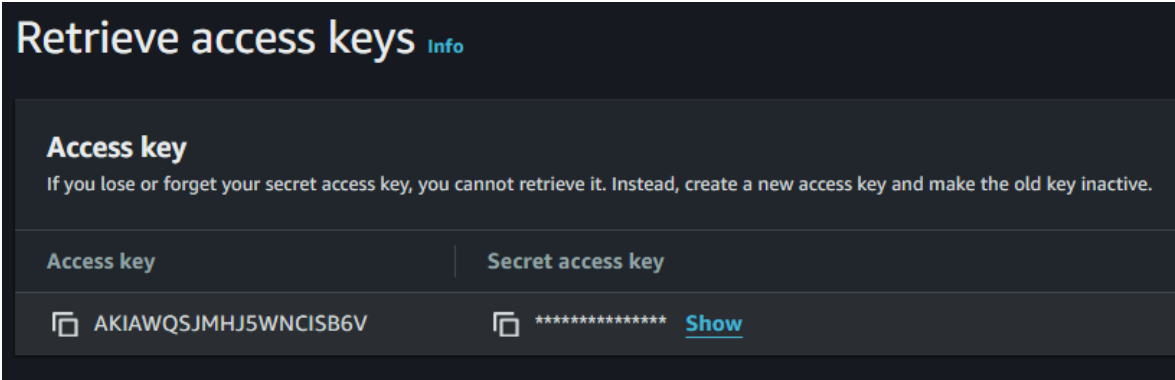 Retrieve access keys Info
Access key
If you lose or forget your secret access key, you cannot retrieve it. Instead, create a new access key and make the old key inactive.
Access key Secret access key
AKIAWQSJMHJ5WNCISB6V *************** Show